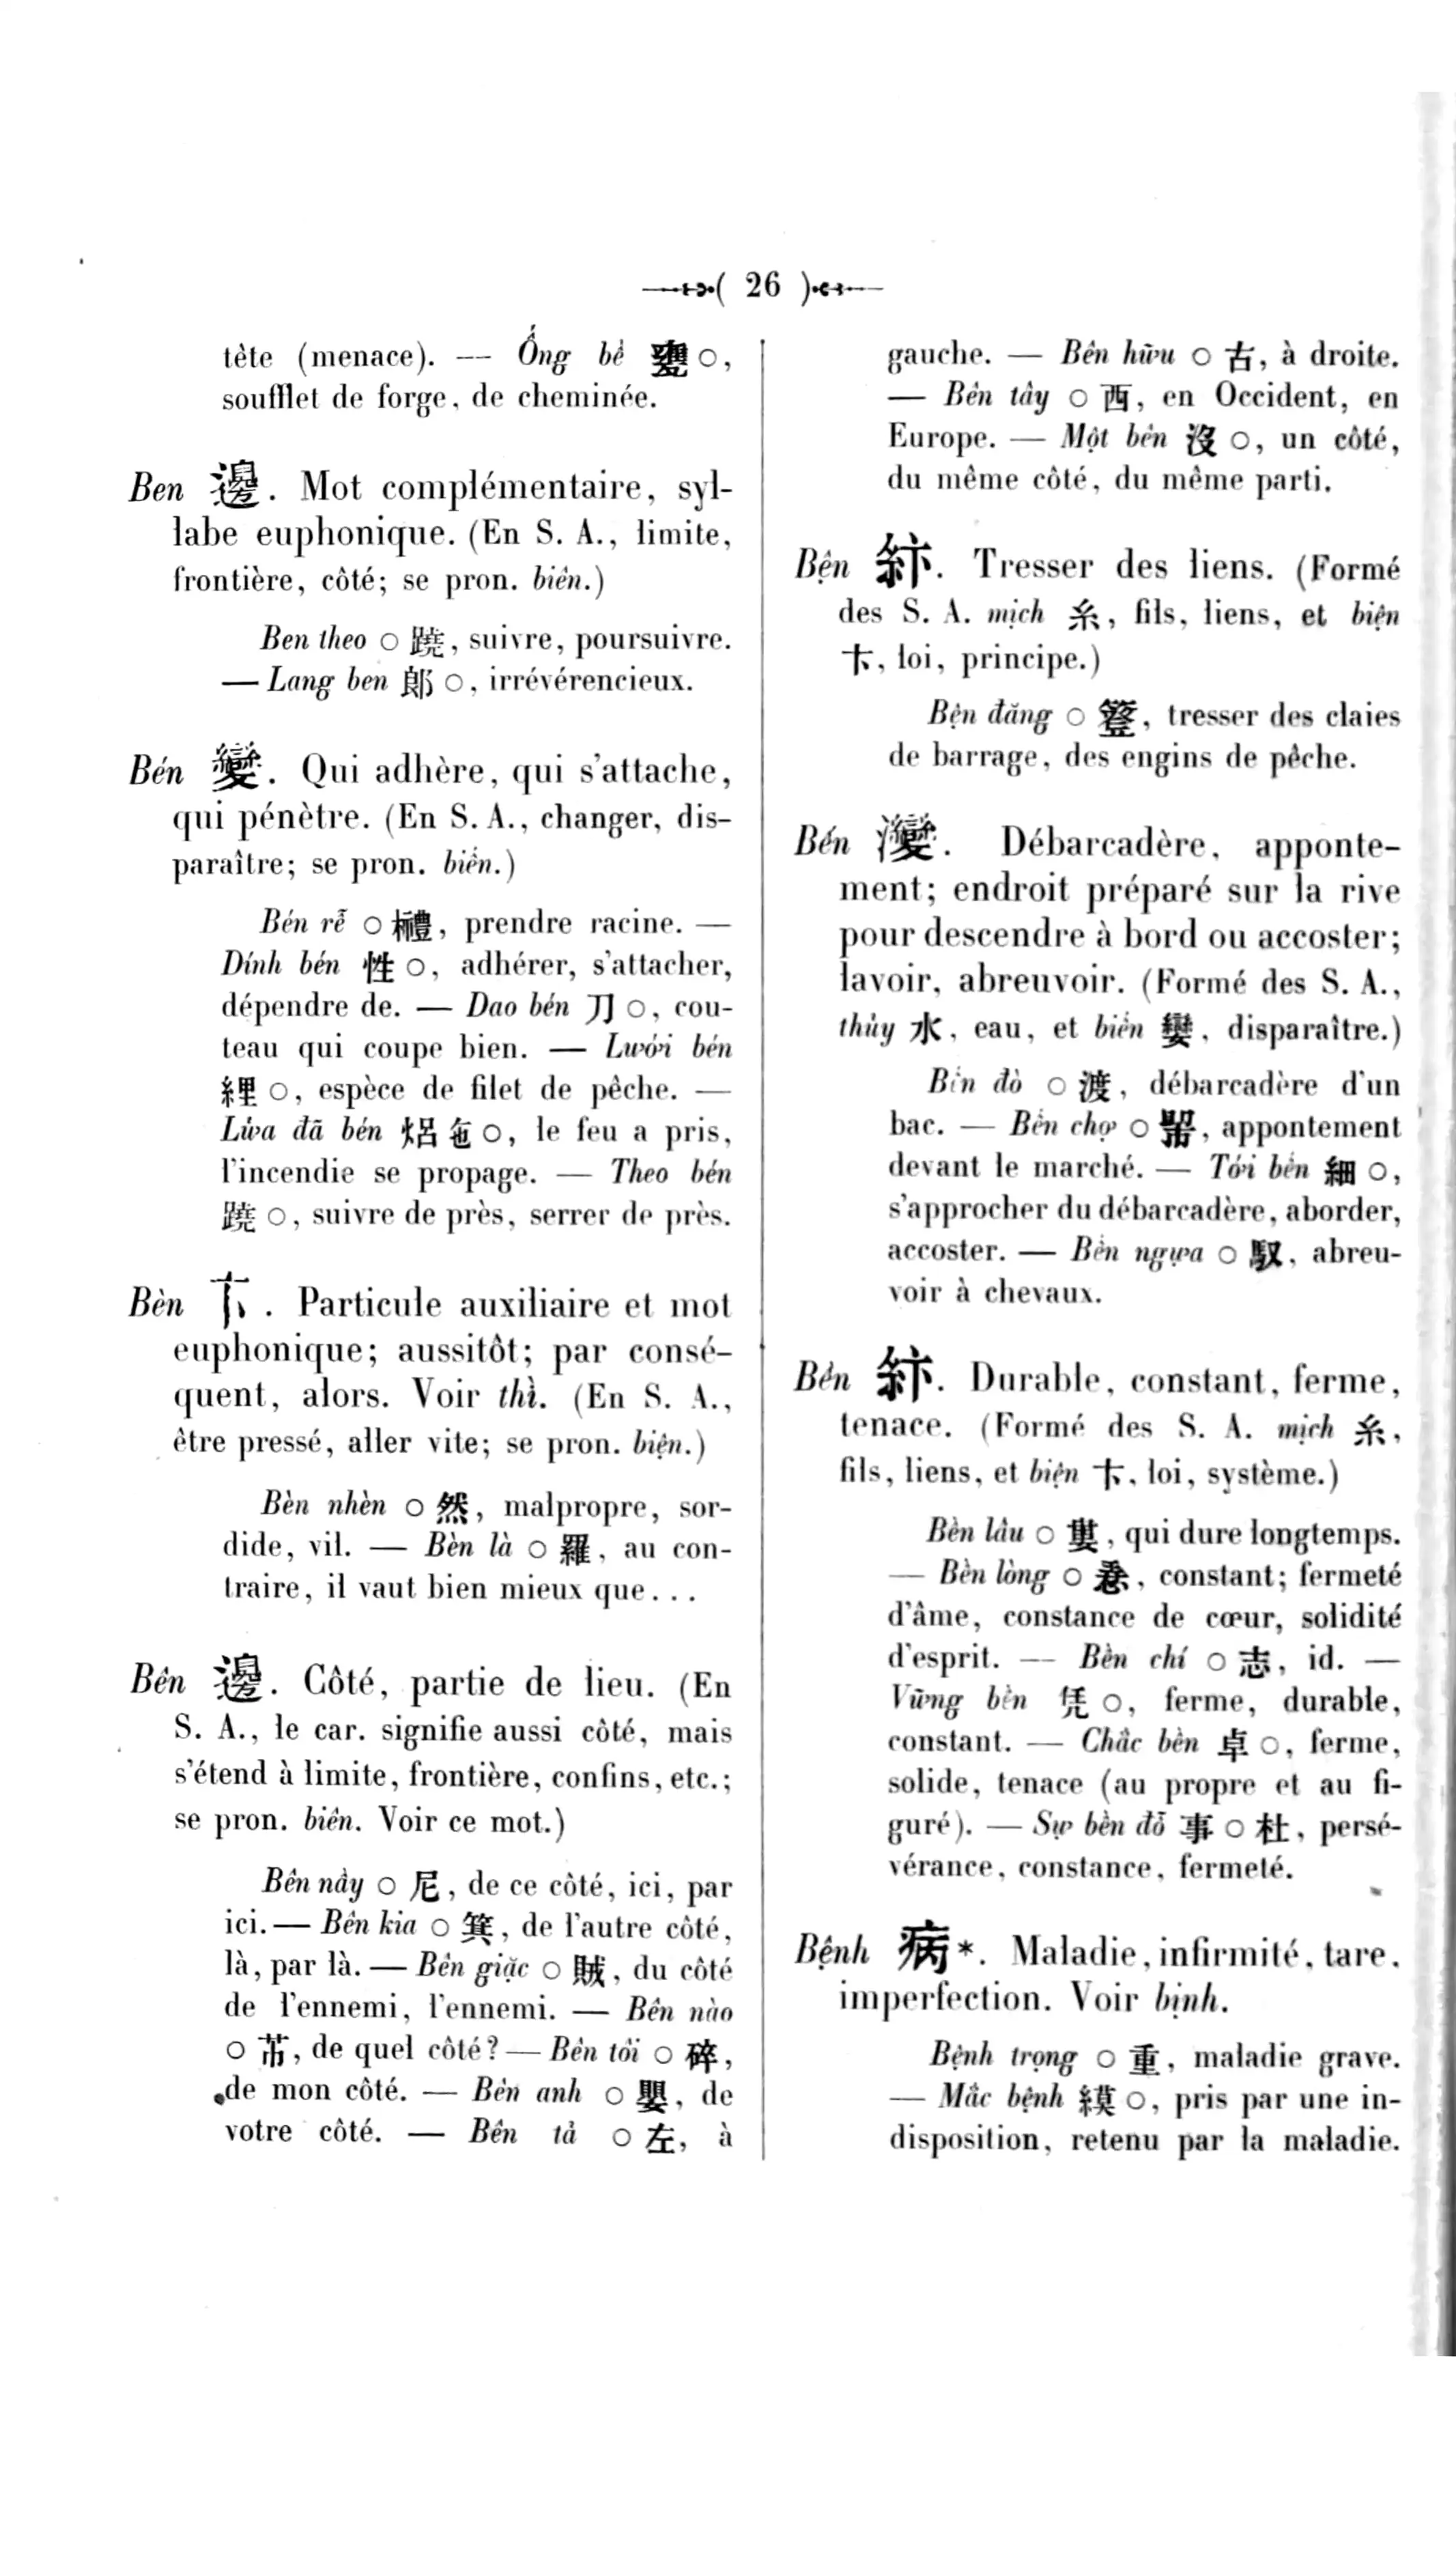 ( 26 )
tête (menace). — Ống bể 甕○,
soufflet de forge, de cheminée.
Ben 邊. Mot complémentaire, syl-
labe euphonique. (En S. A., limite,
frontière, côté; se pron. biên.)
Ben theo ○蹺, suivre, poursuivre.
— Lang ben 郞○, irrévérencieux.
Bén 變. Qui adhère, qui s'attache,
qui pénètre. (En S. A., changer, dis-
paraître; se pron. biến.)
Bén rễ ○, prendre racine. —
Dính bén 性○, adhérer, s'attacher,
dépendre de. — Dao bén 刀○, cou-
teau qui coupe bien. — Lưới bén
縄○, espèce de filet de pêche. —
Lửa đã bén 焒 ○, le feu a pris,
l'incendie se propage. — Theo bén
蹺○, suivre de près, serrer de près.
Bèn 卞. Particule auxiliaire et mot
euphonique; aussitôt; par consé-
quent, alors. Voir thì. (En S. A.,
être pressé, aller vite; se pron. biện.)
Bèn nhèn ○然, malpropre, sor-
dide, vil. — Bèn là ○羅, au con-
traire, il vaut bien mieux que...
Bên 邊. Côté, partie de lieu. (En
S. A., le car. signifie aussi côté, mais
s'étend à limite, frontière, confins, etc.;
se pron. biên. Voir ce mot.)
Bên nầy ○尼, de ce côté, ici, par
ici. — Bên kia ○箕, de l'autre côté,
là, par là. — Bên giặc ○賊, du côté
de l'ennemi, l'ennemi. — Bên nào
○芾, de quel côté? — Bên tôi ○碎,
de mon côté. — Bên anh ○嬰, de
votre côté. — Bên tả ○左, à
gauche. — Bên hữu ○古, à droite.
— Bên tây ○西, en Occident, en
Europe. — Một bên 沒○, un côté,
du même côté, du même parti.
Bện 䋔. Tresser des liens. (Formé
des S. A. mịch 糸, fils, liens, et biện
卞, loi, principe.)
Bện đăng ○簦, tresser des claies
de barrage, des engins de pêche.
Bến 灣. Débarcadère, apponte-
ment; endroit préparé sur la rive
pour descendre à bord ou accoster;
lavoir, abreuvoir. (Formé des S. A.,
thủy 水, eau, et biến 變, disparaître.)
Bến đò ○渡, débarcadère d'un
bac. — Bến chợ ○, appontement
devant le marché. — Tới bến 細○,
s'approcher du débarcadère, aborder,
accoster. — Bến ngựa ○馭, abreu-
voir à chevaux.
Bền 䋔. Durable, constant, ferme,
tenace. (Formé des S. A. mịch 糸,
fils, liens, et biện 卞, loi, système.)
Bền lâu ○婁, qui dure longtemps.
— Bền lòng ○, constant; fermeté
d'âme, constance de cœur, solidité
d'esprit. — Bền chí ○志, id. —
Vững bền 凭○, ferme, durable,
constant. — Chắc bền 卓○, ferme,
solide, tenace (au propre et au fi-
guré). — Sự bền đỗ 事○杜, persé-
vérance, constance, fermeté.
Bệnh 病*. Maladie, infirmité, tare,
imperfection. Voir bịnh.
Bệnh trọng ○重, maladie grave.
— Mắc bệnh ○, pris par une in-
disposition, retenu par la maladie.